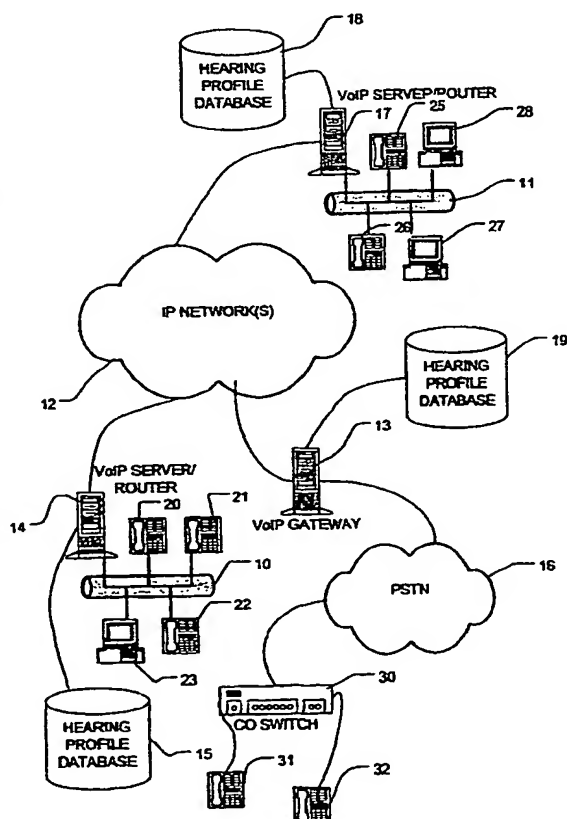 18
HEARING
PROFILE
DATABASE
VoIP SERVER/ROUTER
17
25
28
11
26
27
IP NETWORK(S)
12
19
HEARING
PROFILE
DATABASE
13
VoIP SERVER/
ROUTER
14
20
21
VoIP GATEWAY
10
16
PSTN
22
23
30
CO SWITCH
HEARING
PROFILE
DATABASE
15
31
32